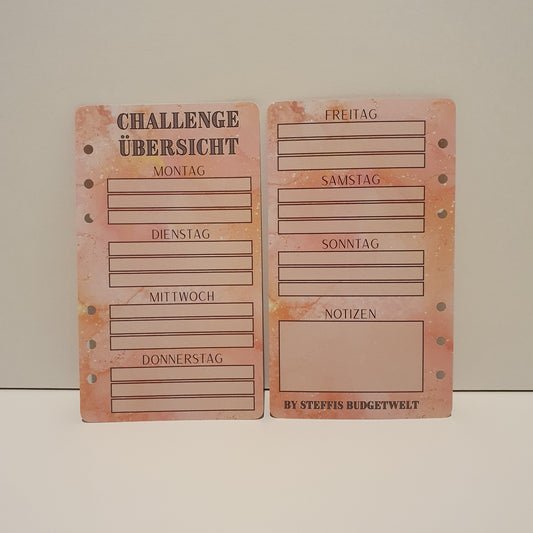 CHALLENGE
ÜBERSICHT
MONTAG
DIENSTAG
MITTWOCH
DONNERSTAG
FREITAG
SAMSTAG
SONNTAG
NOTIZEN
BY STEFFIS BUDGETWELT